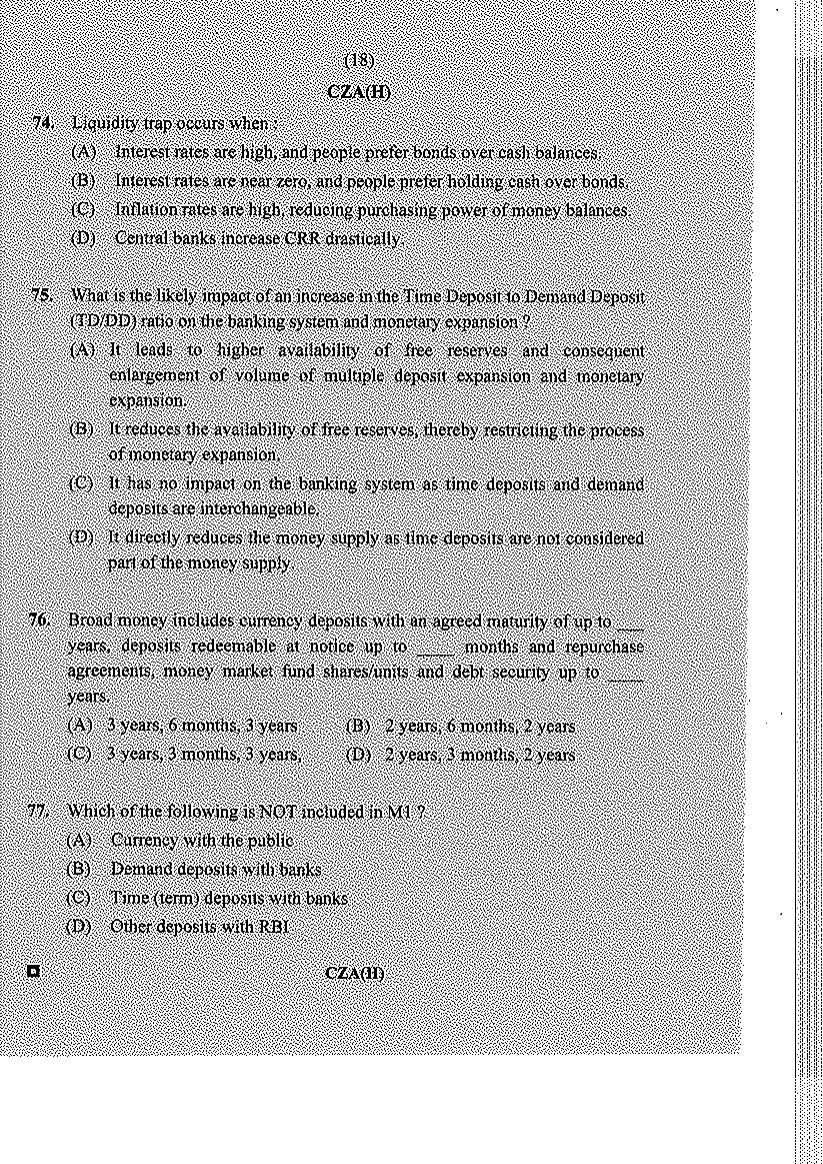 (18)
CZA(H)
74. Liquidity trap occurs when :
(A) Interest rates are high, and people prefer bonds over cash balances.
(B) Interest rates are near zero, and people prefer holding cash over bonds.
(C) Inflation rates are high, reducing purchasing power of money balances.
(D) Central banks increase CRR drastically.
75. What is the likely impact of an increase in the Time Deposit to Demand Deposit
(TD/DD) ratio on the banking system and monetary expansion ?
(A) It leads to higher availability of free reserves and consequent
enlargement of volume of multiple deposit expansion and monetary
expansion.
(B) It reduces the availability of free reserves, thereby restricting the process
of monetary expansion.
(C) It has no impact on the banking system as time deposits and demand
deposits are interchangeable.
(D) It directly reduces the money supply as time deposits are not considered
part of the money supply.
76. Broad money includes currency deposits with an agreed maturity of up to ___
years, deposits redeemable at notice up to ____ months and repurchase
agreements, money market fund shares/units and debt security up to ____
years.
(A) 3 years, 6 months, 3 years (B) 2 years, 6 months, 2 years
(C) 3 years, 3 months, 3 years, (D) 2 years, 3 months, 2 years
77. Which of the following is NOT included in M1 ?
(A) Currency with the public
(B) Demand deposits with banks
(C) Time (term) deposits with banks
(D) Other deposits with RBI
CZA(H)